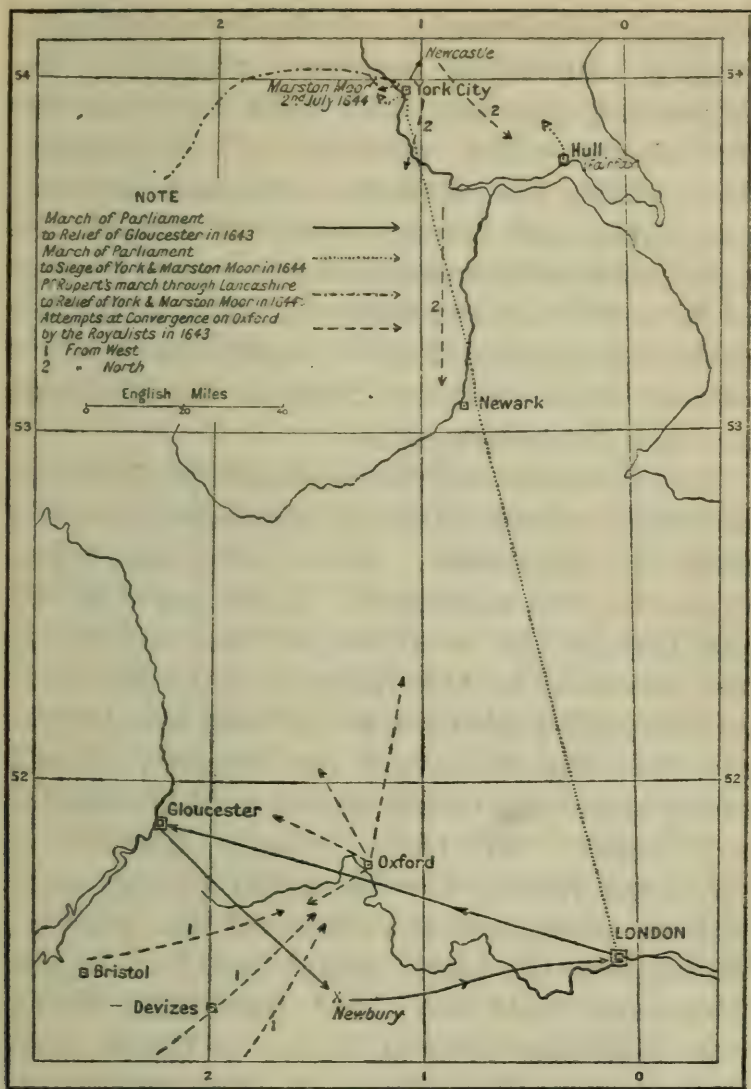 2 1 0
Newcastle
54 54
Marston Moor
2nd July 1644
York City
2
2
Hull
Fairfax
NOTE
March of Parliament
to Relief of Gloucester in 1643
March of Parliament
to Siege of York & Marston Moor in 1644
Pr Rupert's march through Lancashire
to Relief of York & Marston Moor in 1644
Attempts at Convergence on Oxford
by the Royalists in 1643
1 From West
2 " North
2
English Miles
0 20 40
Newark
53 53
52 52
Gloucester
Oxford
1
LONDON
Bristol
1
Devizes
Newbury
1
2 1 0